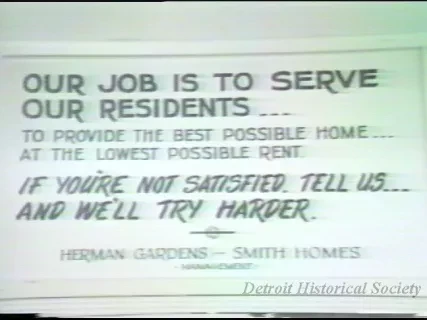 OUR JOB IS TO SERVE
OUR RESIDENTS ...
TO PROVIDE THE BEST POSSIBLE HOME...
AT THE LOWEST POSSIBLE RENT
IF YOU'RE NOT SATISFIED. TELL US...
AND WE'LL TRY HARDER.
HERMAN GARDENS — SMITH HOMES
- MANAGEMENT -
Detroit Historical Society